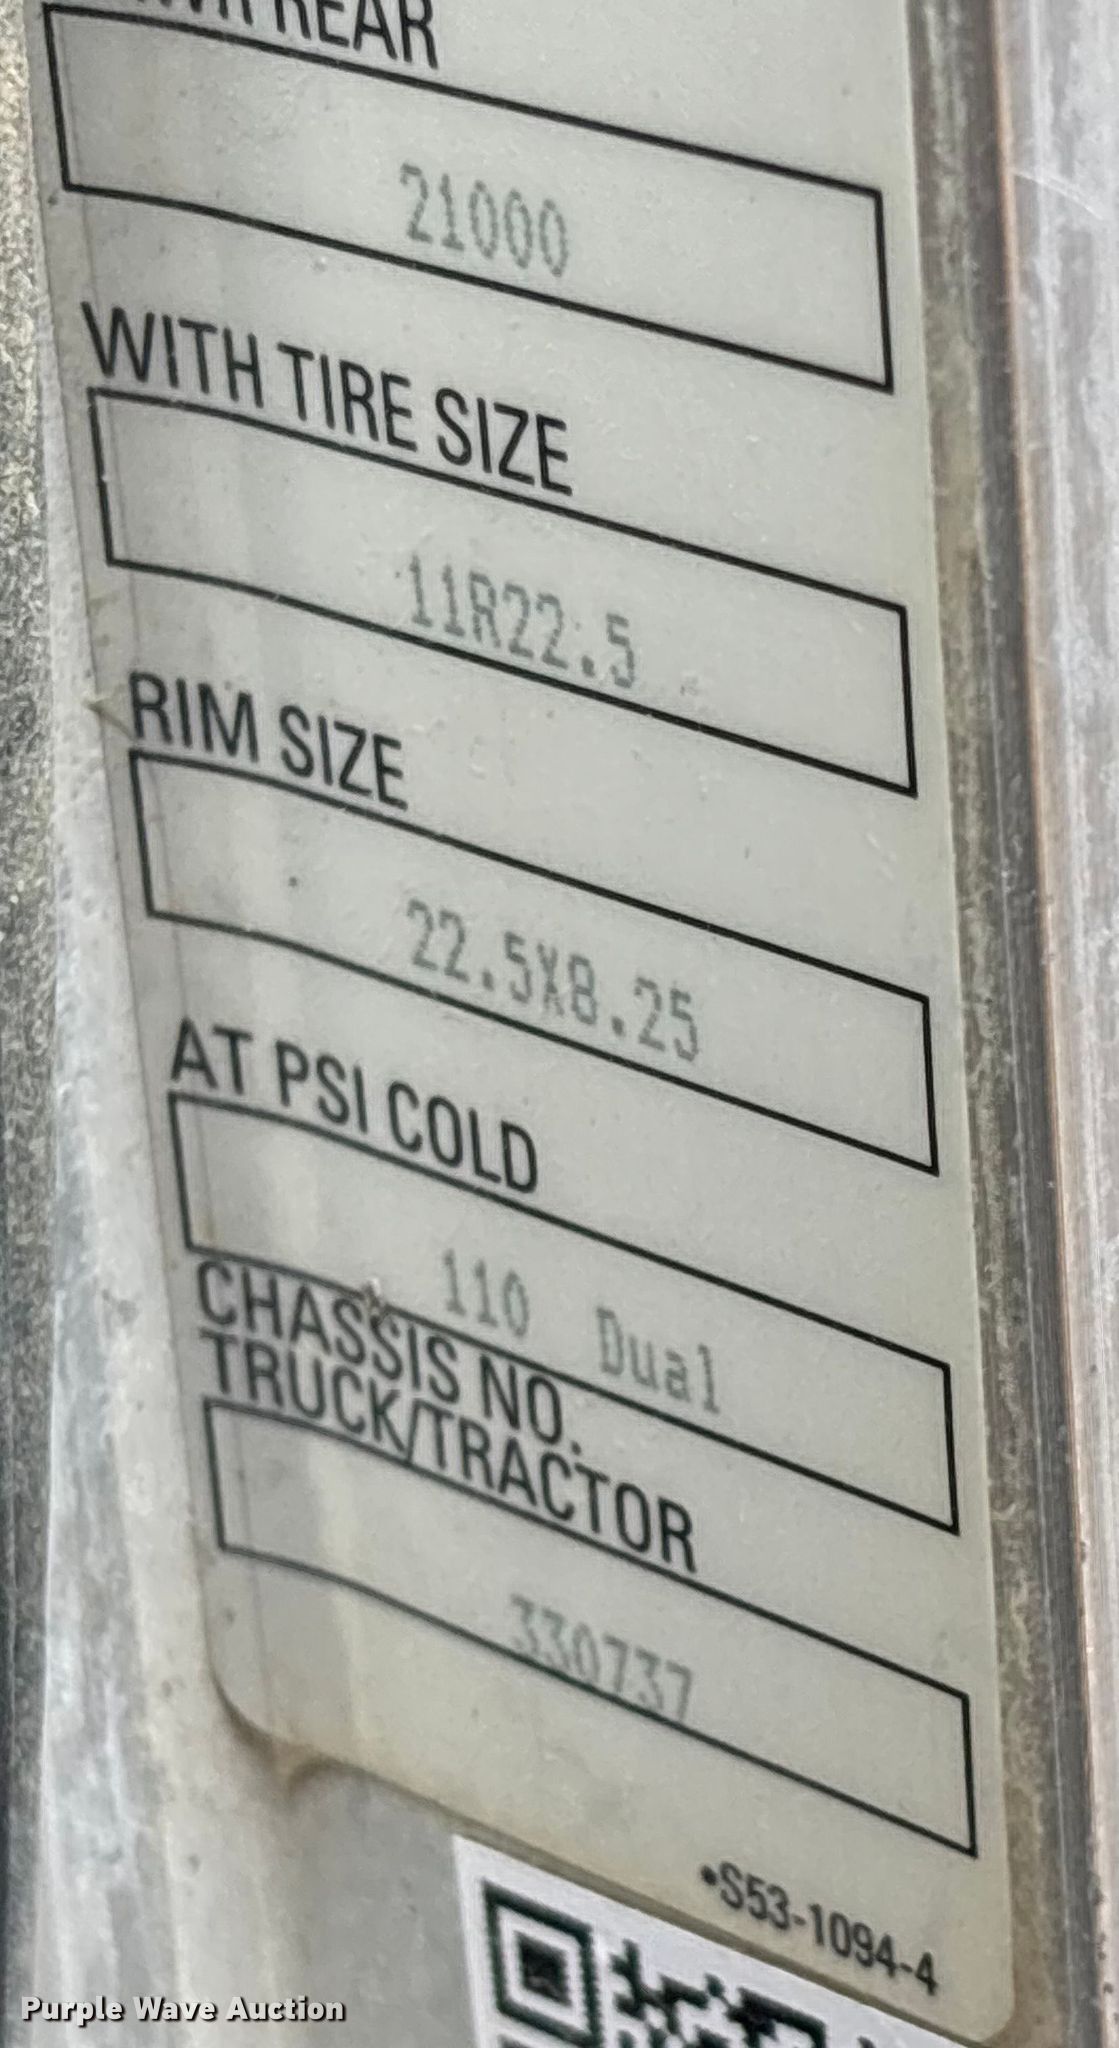 REAR
21000
WITH TIRE SIZE
11R22.5
RIM SIZE
22.5X8.25
AT PSI COLD
110 Dual
CHASSIS NO.
TRUCK/TRACTOR
330737
•S53-1094-4
Purple Wave Auction